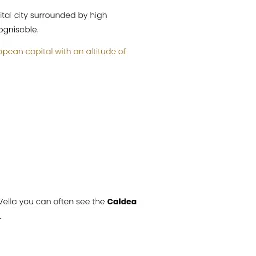 ital city surrounded by high
ognisable.
opean capital with an altitude of
Vella you can often see the Caldea
.